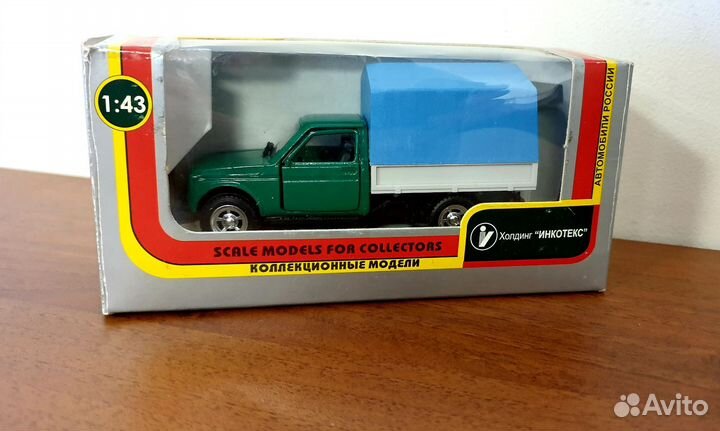 1:43
АВТОМОБИЛИ РОССИИ
SCALE MODELS FOR COLLECTORS
КОЛЛЕКЦИОННЫЕ МОДЕЛИ
Холдинг "ИНКОТЕКС"
Avito